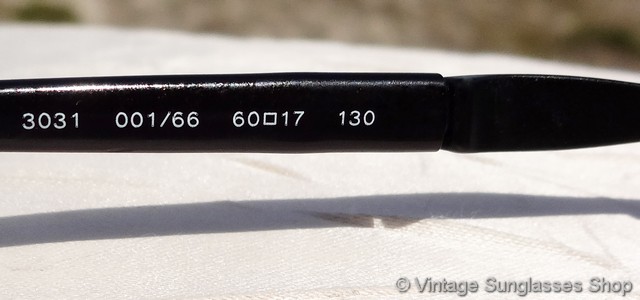 3031 001/66 60□17 130
© Vintage Sunglasses Shop